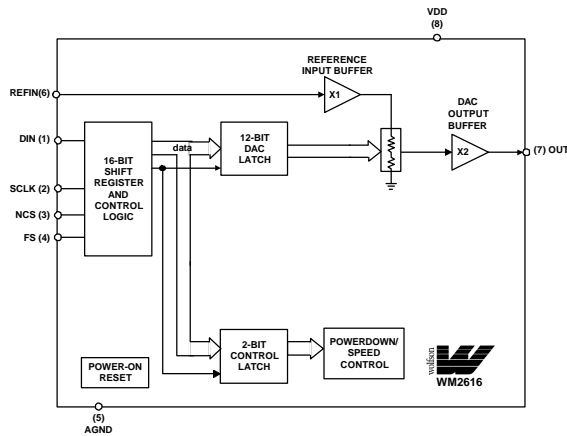 VDD
(8)
REFERENCE
INPUT BUFFER
REFIN(6)
X1
DAC
OUTPUT
BUFFER
DIN (1)
data
12-BIT
DAC
LATCH
16-BIT
SHIFT
REGISTER
AND
CONTROL
LOGIC
X2
(7) OUT
SCLK (2)
NCS (3)
FS (4)
2-BIT
CONTROL
LATCH
POWERDOWN/
SPEED
CONTROL
POWER-ON
RESET
wolfson
WM2616
(5)
AGND